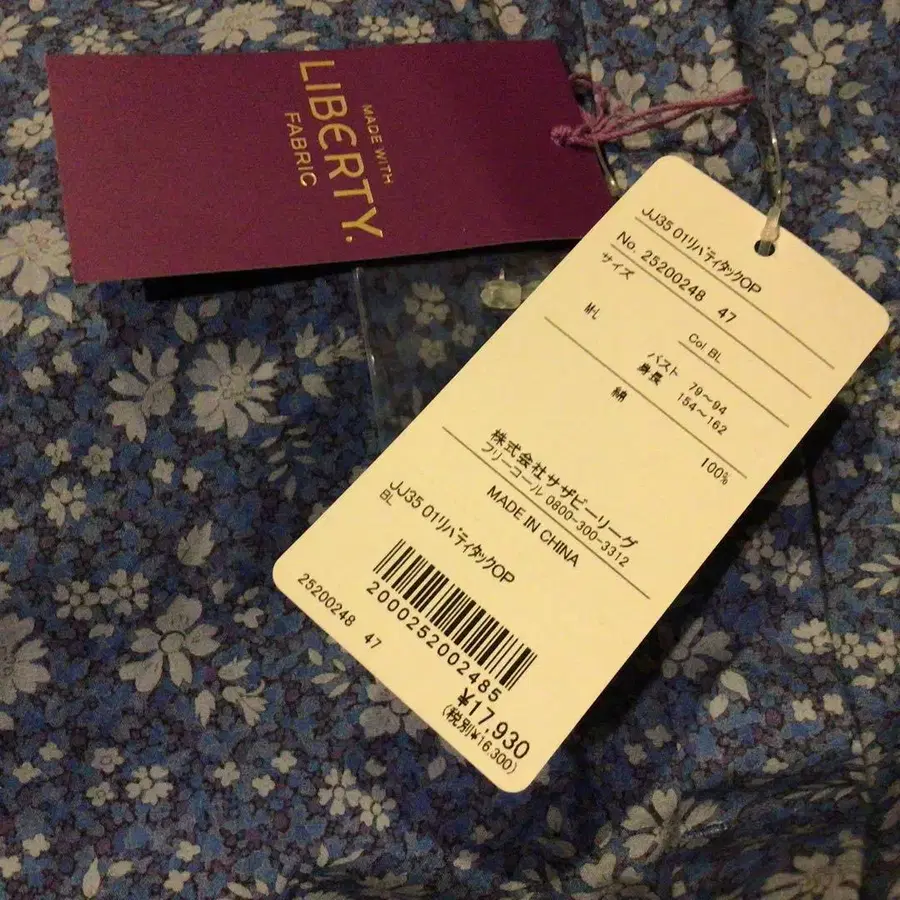 MADE WITH
LIBERTY.
FABRIC
JJ35 01リバティタックOP
No. 25200248 47
サイズ
Col BL
M-L
バスト 79～94
身長 154～162
綿 100%
株式会社サザビーリーグ
フリーコール 0800-300-3312
MADE IN CHINA
JJ35 01リバティタックOP
BL
25200248 47
2000252002485
¥17,930
(税別¥16,300)